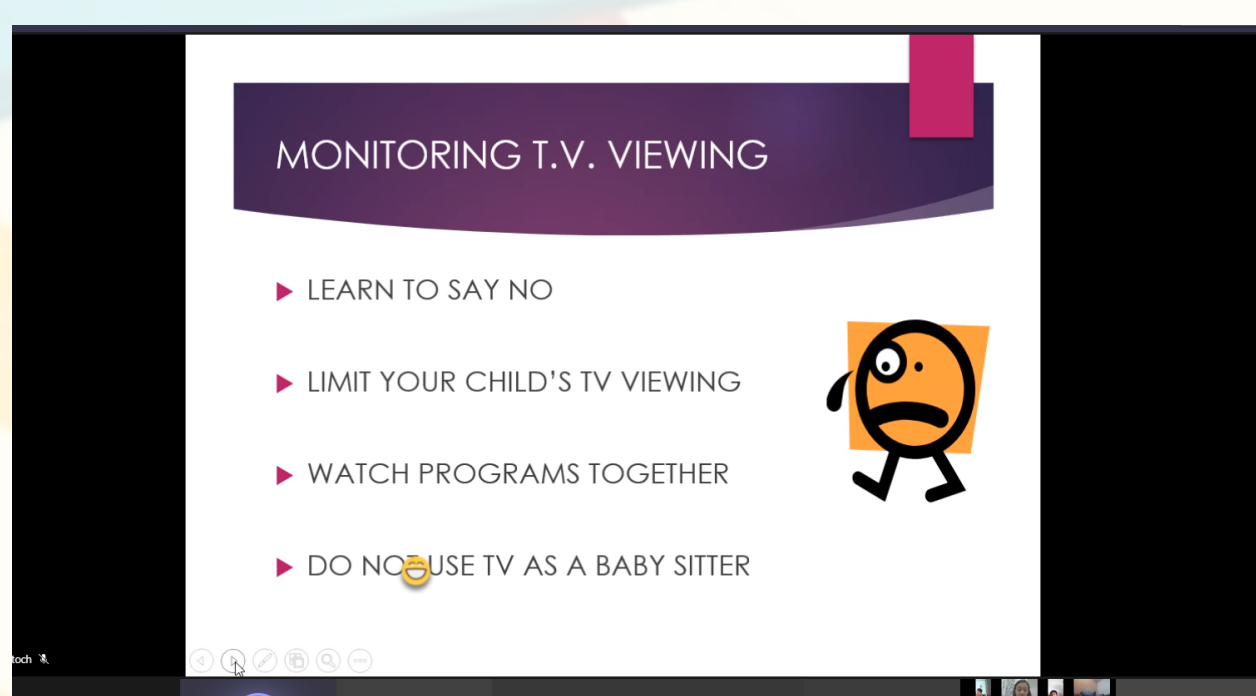 MONITORING T.V. VIEWING
LEARN TO SAY NO
LIMIT YOUR CHILD'S TV VIEWING
WATCH PROGRAMS TOGETHER
DO NOT USE TV AS A BABY SITTER
toch